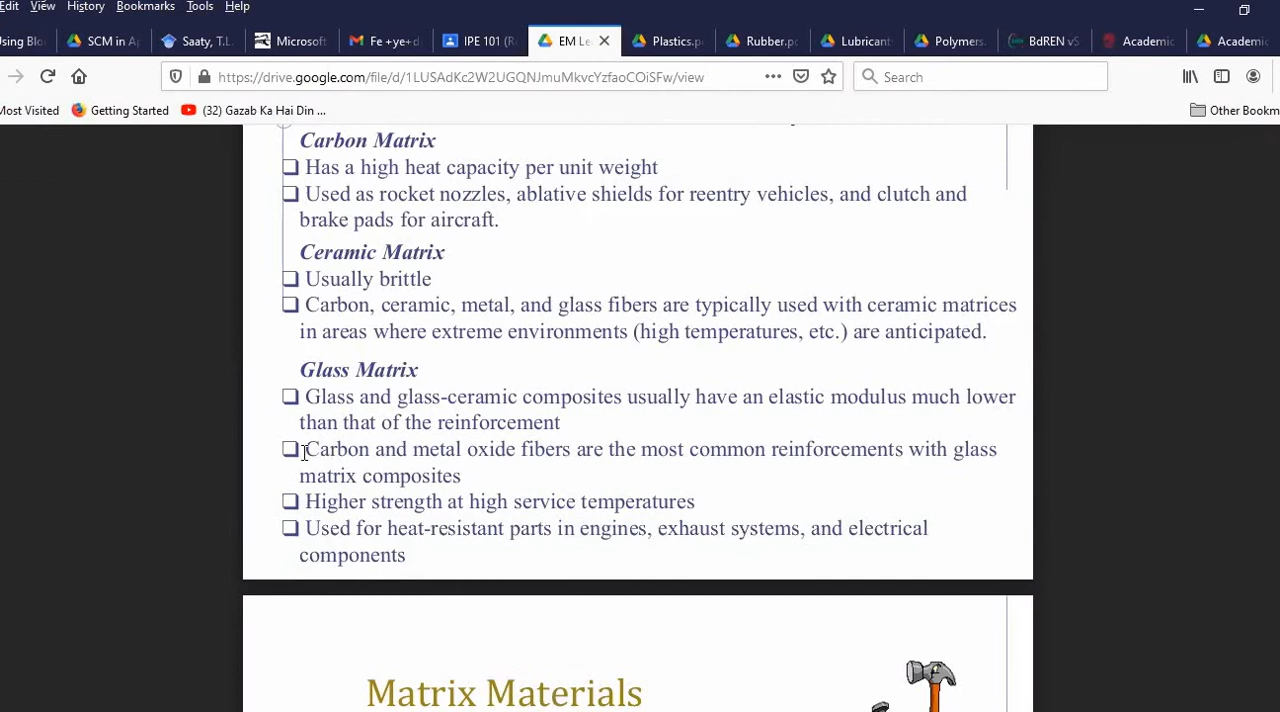 Edit View History Bookmarks Tools Help
sing Blo SCM in Ap Saaty, T.L. Microsoft Fe +ye+d IPE 101 (R EM Le Plastics.p Rubber.pc Lubricant Polymers. BdREN vS Academic Academic
https://drive.google.com/file/d/1LUSAdKc2W2UGQNJmuMkvcYzfaoCOiSFw/view Search
Most Visited Getting Started (32) Gazab Ka Hai Din ... Other Bookm
Carbon Matrix
Has a high heat capacity per unit weight
Used as rocket nozzles, ablative shields for reentry vehicles, and clutch and
brake pads for aircraft.
Ceramic Matrix
Usually brittle
Carbon, ceramic, metal, and glass fibers are typically used with ceramic matrices
in areas where extreme environments (high temperatures, etc.) are anticipated.
Glass Matrix
Glass and glass-ceramic composites usually have an elastic modulus much lower
than that of the reinforcement
Carbon and metal oxide fibers are the most common reinforcements with glass
matrix composites
Higher strength at high service temperatures
Used for heat-resistant parts in engines, exhaust systems, and electrical
components
Matrix Materials